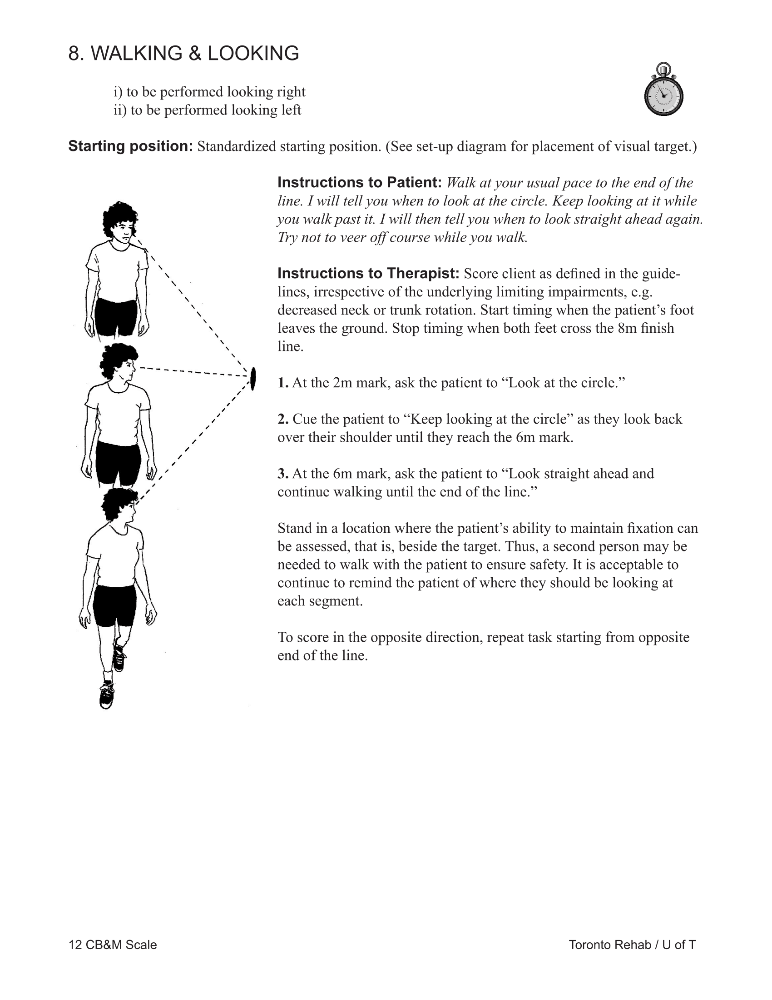 8. WALKING & LOOKING
i) to be performed looking right
ii) to be performed looking left
Starting position: Standardized starting position. (See set-up diagram for placement of visual target.)
Instructions to Patient: Walk at your usual pace to the end of the
line. I will tell you when to look at the circle. Keep looking at it while
you walk past it. I will then tell you when to look straight ahead again.
Try not to veer off course while you walk.
Instructions to Therapist: Score client as defined in the guide-
lines, irrespective of the underlying limiting impairments, e.g.
decreased neck or trunk rotation. Start timing when the patient’s foot
leaves the ground. Stop timing when both feet cross the 8m finish
line.
1. At the 2m mark, ask the patient to “Look at the circle.”
2. Cue the patient to “Keep looking at the circle” as they look back
over their shoulder until they reach the 6m mark.
3. At the 6m mark, ask the patient to “Look straight ahead and
continue walking until the end of the line.”
Stand in a location where the patient’s ability to maintain fixation can
be assessed, that is, beside the target. Thus, a second person may be
needed to walk with the patient to ensure safety. It is acceptable to
continue to remind the patient of where they should be looking at
each segment.
To score in the opposite direction, repeat task starting from opposite
end of the line.
12 CB&M Scale
Toronto Rehab / U of T